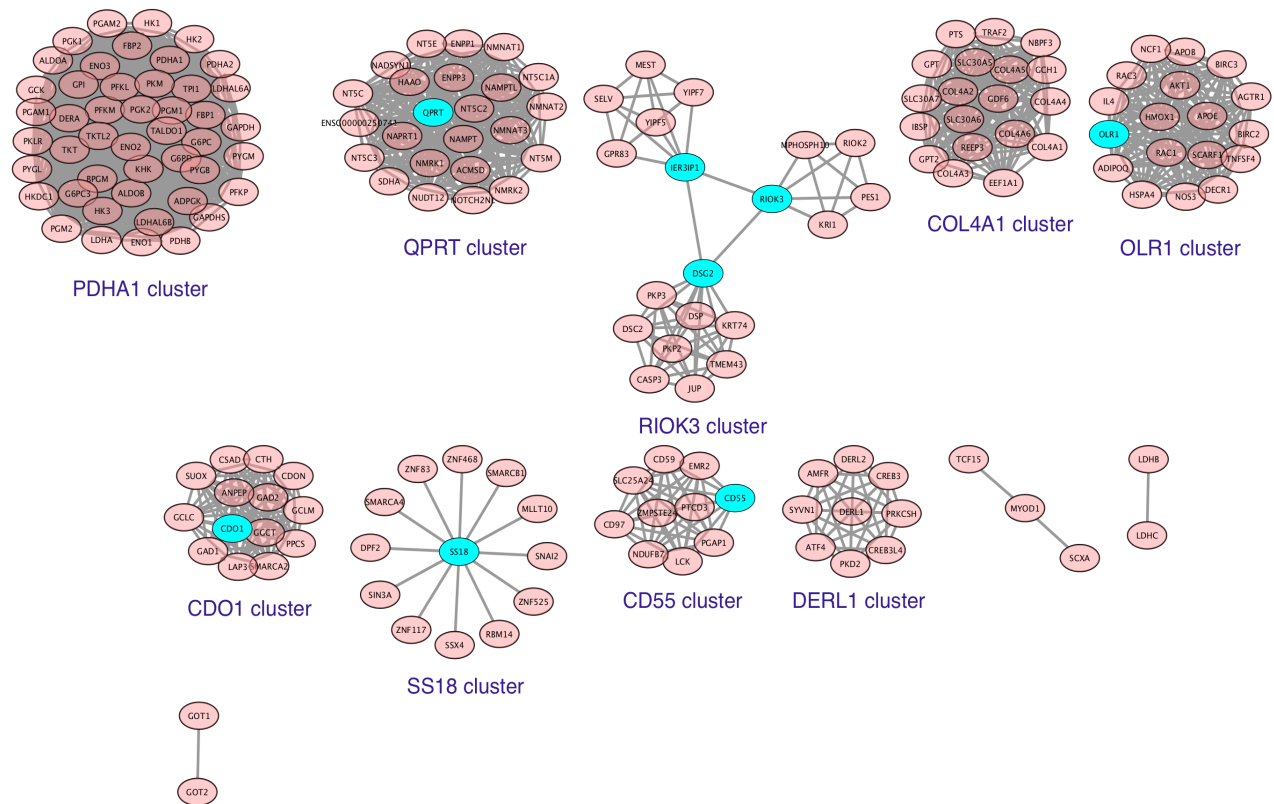 PGAM2
HK1
HK2
PGK1
FBP2
PDHA1
PDHA2
ALDOA
ENO3
GCK
GPI
PFKL
PKM
TPI1
LDHAL6A
PGAM1
DERA
PFKM
PGK2
PGM1
FBP1
GAPDH
PKLR
TKTL2
TALDO1
G6PC
TKT
ENO2
G6PD
PYGM
PYGL
KHK
PYGB
HKDC1
BPGM
G6PC3
ALDOB
ADPGK
PFKP
HK3
GAPDHS
PGM2
LDHAL6B
LDHA
ENO1
PDHB
PDHA1 cluster
NT5E
ENPP1
NMNAT1
NADSYN1
HAAO
ENPP3
NT5C1A
NT5C
NAMPTL
QPRT
NT5C2
NMNAT2
ENSG00000250741
NAPRT1
NAMPT
NMNAT3
NT5C3
NMRK1
ACMSD
NT5M
SDHA
NUDT12
NOTCH2NL
NMRK2
QPRT cluster
MEST
SELV
YIPF7
YIPF5
GPR83
IER3IP1
MPHOSPH10
RIOK2
RIOK3
PES1
KRI1
DSG2
PKP3
DSP
DSC2
KRT74
PKP2
TMEM43
CASP3
JUP
RIOK3 cluster
PTS
TRAF2
NBPF3
GPT
SLC30A5
COL4A5
GCH1
SLC30A7
COL4A2
GDF6
COL4A4
IBSP
SLC30A6
COL4A6
GPT2
REEP3
COL4A1
COL4A3
EEF1A1
COL4A1 cluster
NCF1
APOB
BIRC3
RAC3
AKT1
AGTR1
IL4
HMOX1
APOE
OLR1
BIRC2
RAC1
SCARF1
TNFSF4
ADIPOQ
HSPA4
NOS3
DECR1
OLR1 cluster
CSAD
CTH
SUOX
CDON
ANPEP
GAD2
GCLC
GCLM
CDO1
GGCT
PPCS
GAD1
LAP3
SMARCA2
CDO1 cluster
ZNF468
ZNF83
SMARCB1
SMARCA4
MLLT10
DPF2
SS18
SNAI2
SIN3A
ZNF525
ZNF117
RBM14
SSX4
SS18 cluster
CD59
EMR2
SLC25A24
CD55
ZMPSTE24
PTCD3
CD97
PGAP1
NDUFB7
LCK
CD55 cluster
DERL2
AMFR
CREB3
SYVN1
DERL1
PRKCSH
ATF4
CREB3L4
PKD2
DERL1 cluster
TCF15
MYOD1
SCXA
LDHB
LDHC
GOT1
GOT2